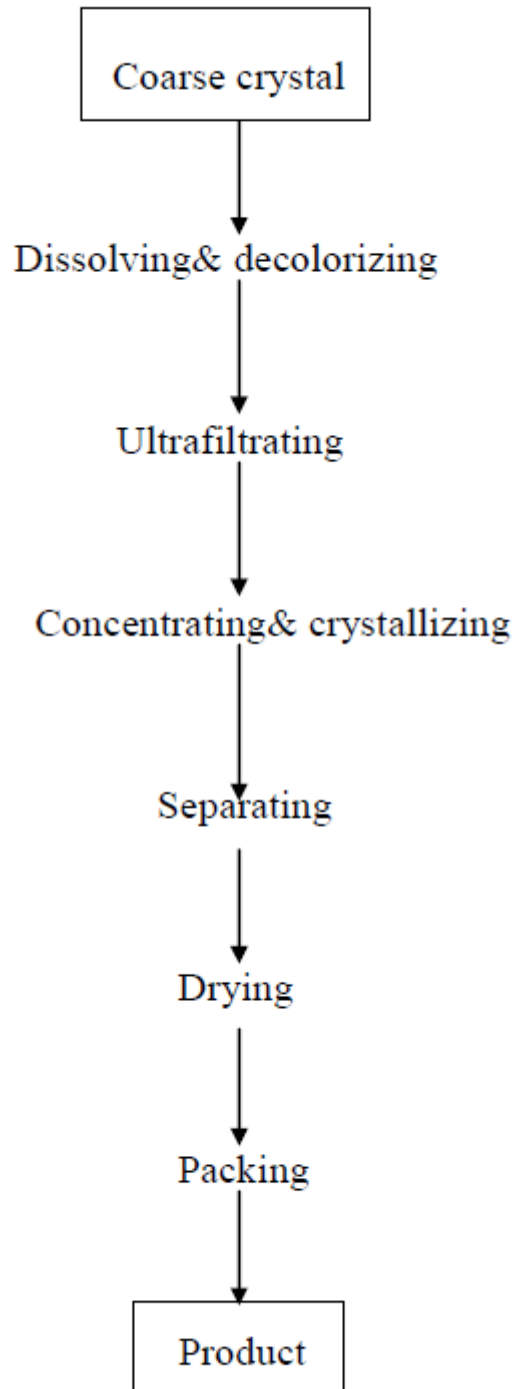 Coarse crystal
Dissolving& decolorizing
Ultrafiltrating
Concentrating& crystallizing
Separating
Drying
Packing
Product